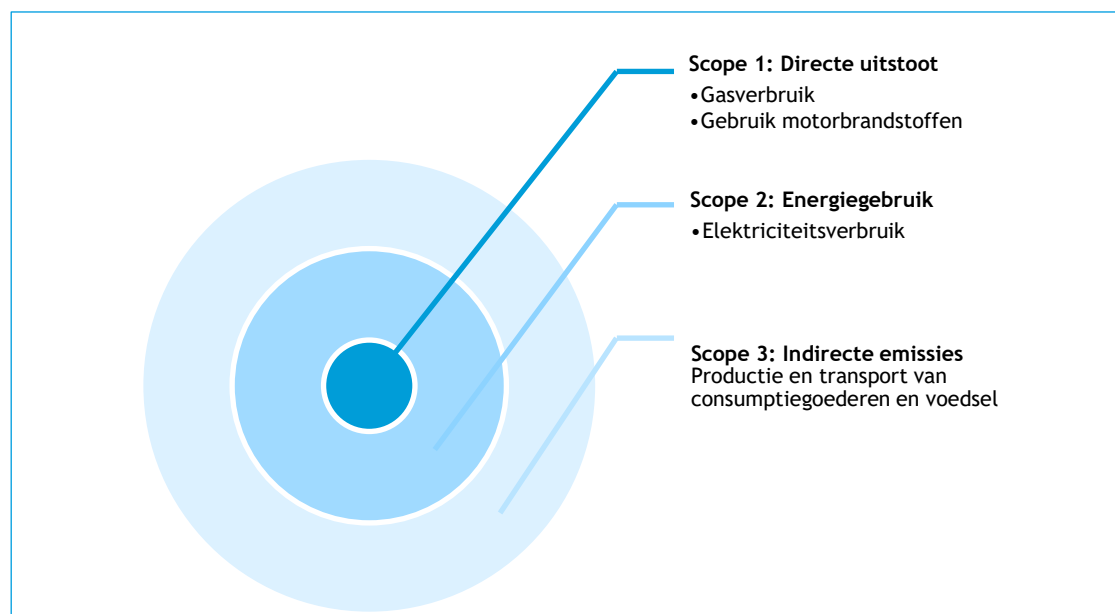 Scope 1: Directe uitstoot
•Gasverbruik
•Gebruik motorbrandstoffen
Scope 2: Energiegebruik
•Elektriciteitsverbruik
Scope 3: Indirecte emissies
Productie en transport van
consumptiegoederen en voedsel